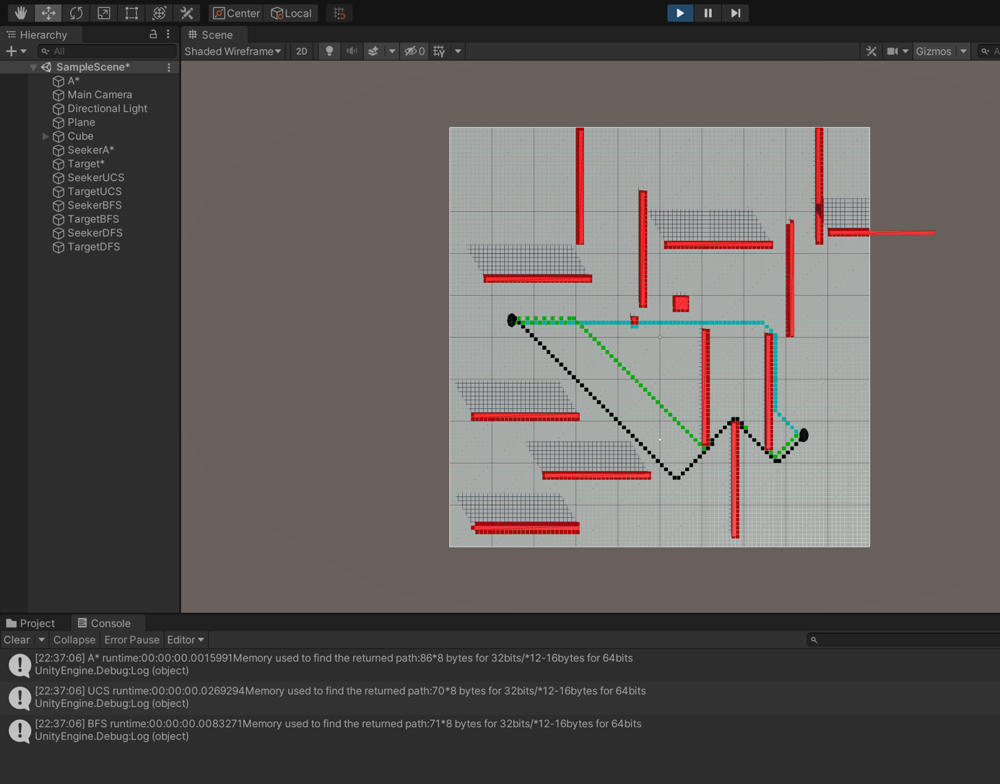 Center Local
Hierarchy
Scene
All
Shaded Wireframe 2D 0 Gizmos A
SampleScene*
A*
Main Camera
Directional Light
Plane
Cube
SeekerA*
Target*
SeekerUCS
TargetUCS
SeekerBFS
TargetBFS
SeekerDFS
TargetDFS
Project Console
Clear Collapse Error Pause Editor
[22:37:06] A* runtime:00:00:00.0015991Memory used to find the returned path:86*8 bytes for 32bits/*12-16bytes for 64bits
UnityEngine.Debug:Log (object)
[22:37:06] UCS runtime:00:00:00.0269294Memory used to find the returned path:70*8 bytes for 32bits/*12-16bytes for 64bits
UnityEngine.Debug:Log (object)
[22:37:06] BFS runtime:00:00:00.0083271Memory used to find the returned path:71*8 bytes for 32bits/*12-16bytes for 64bits
UnityEngine.Debug:Log (object)